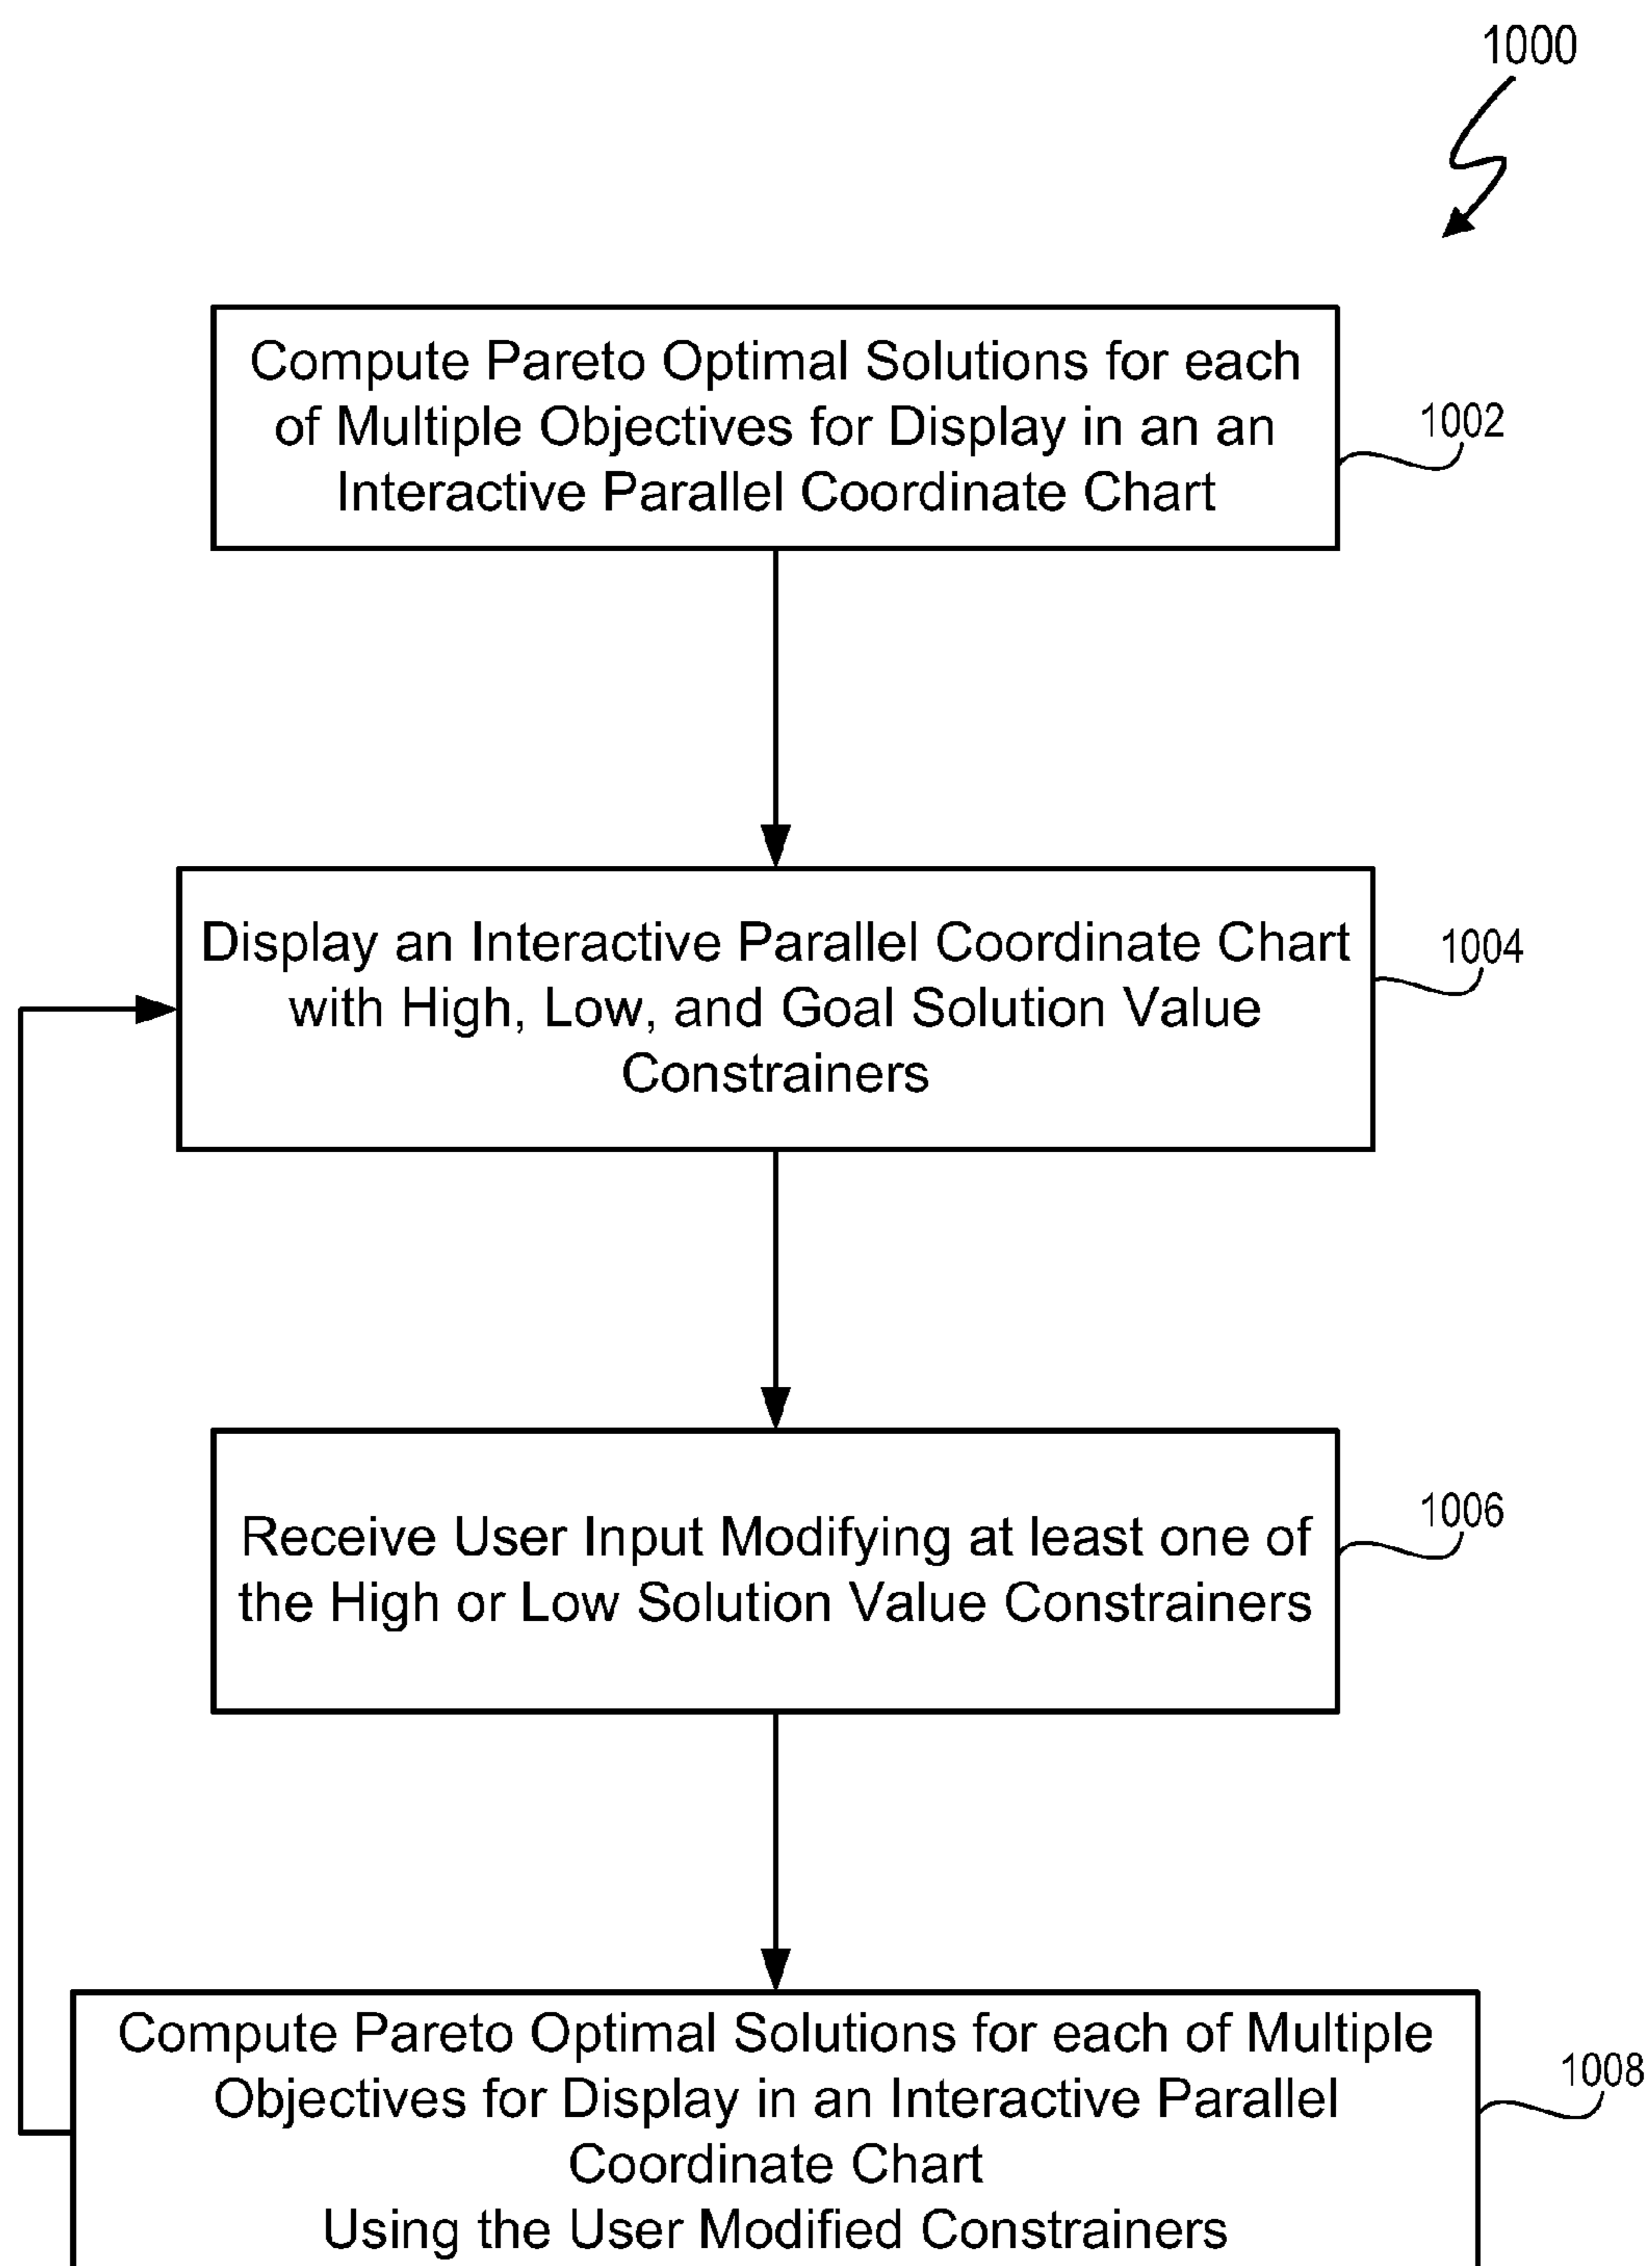 1000
Compute Pareto Optimal Solutions for each
of Multiple Objectives for Display in an an
Interactive Parallel Coordinate Chart
1002
Display an Interactive Parallel Coordinate Chart
with High, Low, and Goal Solution Value
Constrainers
1004
Receive User Input Modifying at least one of
the High or Low Solution Value Constrainers
1006
Compute Pareto Optimal Solutions for each of Multiple
Objectives for Display in an Interactive Parallel
Coordinate Chart
Using the User Modified Constrainers
1008